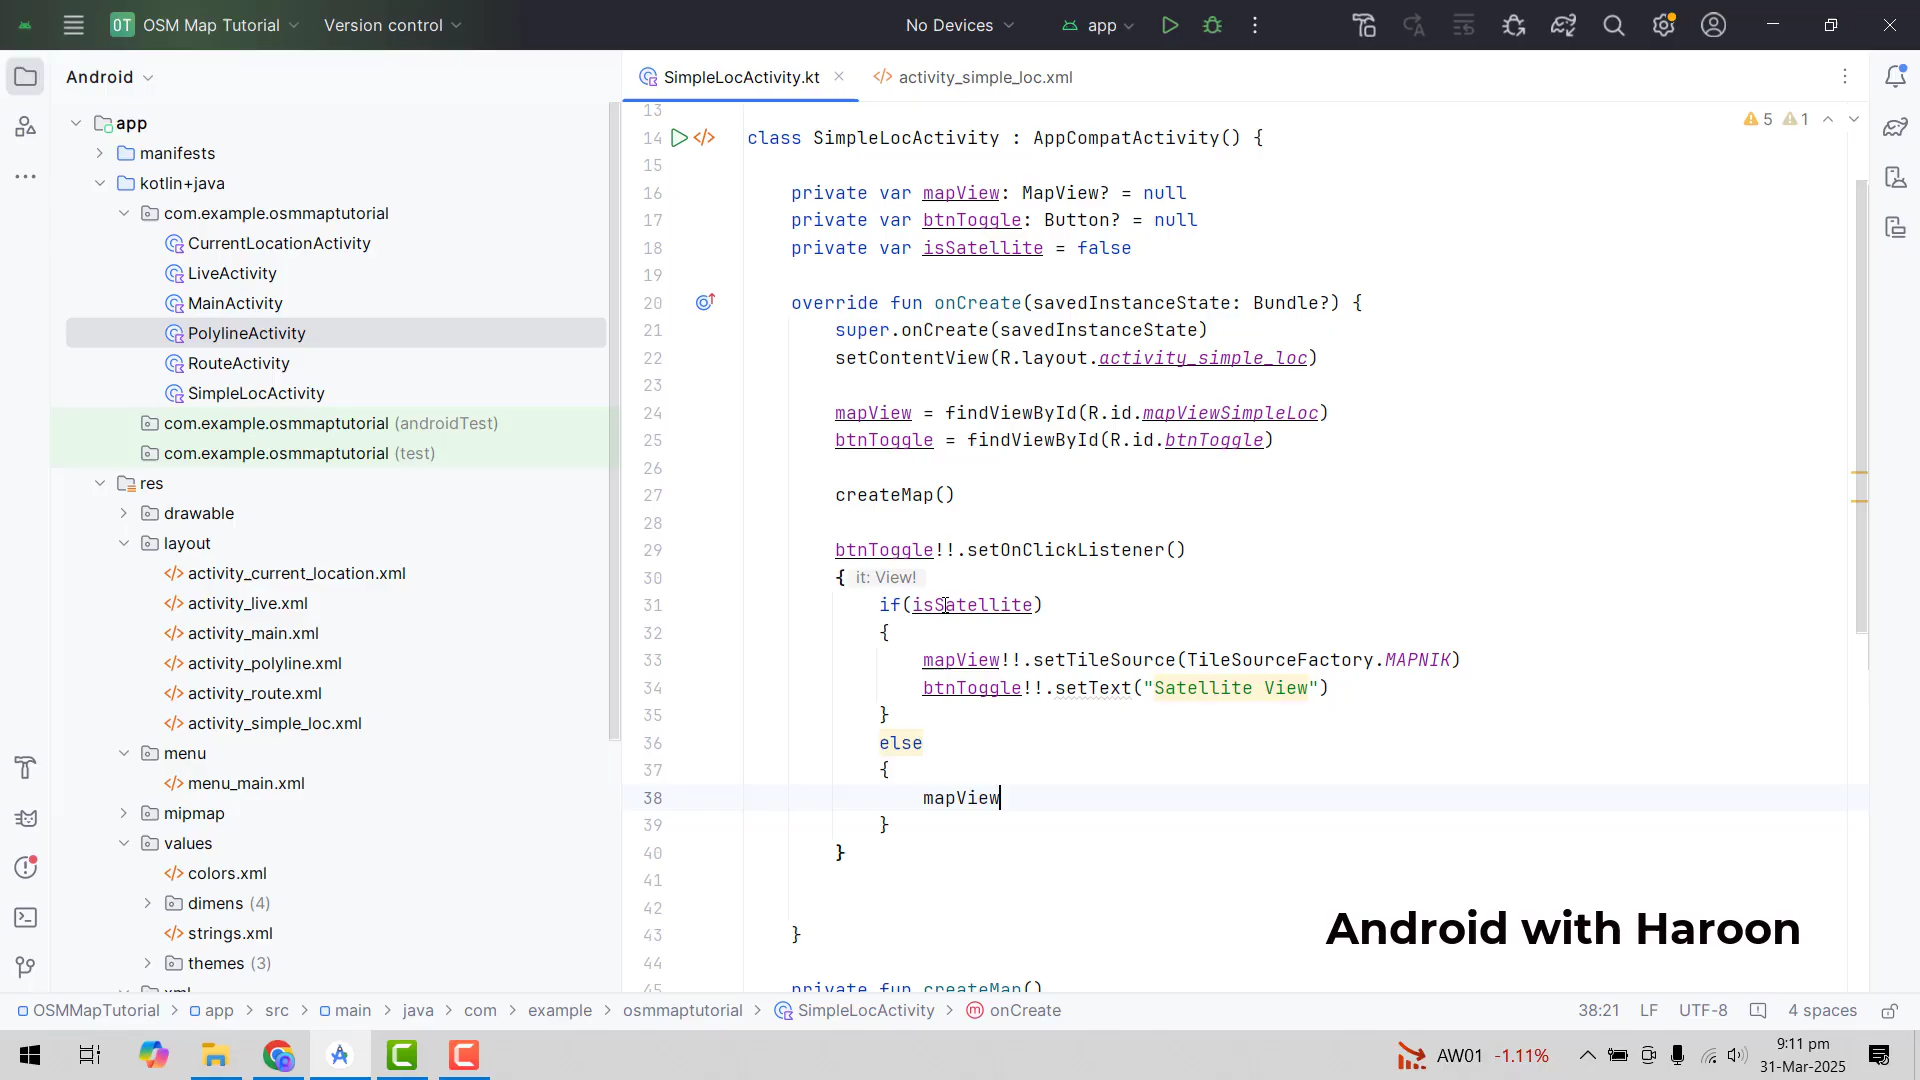 OT OSM Map Tutorial
Version control
No Devices
app
Android
SimpleLocActivity.kt
activity_simple_loc.xml
app
manifests
kotlin+java
com.example.osmmaptutorial
CurrentLocationActivity
LiveActivity
MainActivity
PolylineActivity
RouteActivity
SimpleLocActivity
com.example.osmmaptutorial (androidTest)
com.example.osmmaptutorial (test)
res
drawable
layout
activity_current_location.xml
activity_live.xml
activity_main.xml
activity_polyline.xml
activity_route.xml
activity_simple_loc.xml
menu
menu_main.xml
mipmap
values
colors.xml
dimens (4)
strings.xml
themes (3)
xml
5 1
13
14 class SimpleLocActivity : AppCompatActivity() {
15
16 private var mapView: MapView? = null
17 private var btnToggle: Button? = null
18 private var isSatellite = false
19
20 override fun onCreate(savedInstanceState: Bundle?) {
21 super.onCreate(savedInstanceState)
22 setContentView(R.layout.activity_simple_loc)
23
24 mapView = findViewById(R.id.mapViewSimpleLoc)
25 btnToggle = findViewById(R.id.btnToggle)
26
27 createMap()
28
29 btnToggle!!.setOnClickListener()
30 { it: View!
31 if(isSatellite)
32 {
33 mapView!!.setTileSource(TileSourceFactory.MAPNIK)
34 btnToggle!!.setText("Satellite View")
35 }
36 else
37 {
38 mapView
39 }
40 }
41
42
43 }
44
45 private fun createMap()
Android with Haroon
OSMMapTutorial > app > src > main > java > com > example > osmmaptutorial > SimpleLocActivity > onCreate
38:21 LF UTF-8 4 spaces
AW01 -1.11%
9:11 pm
31-Mar-2025